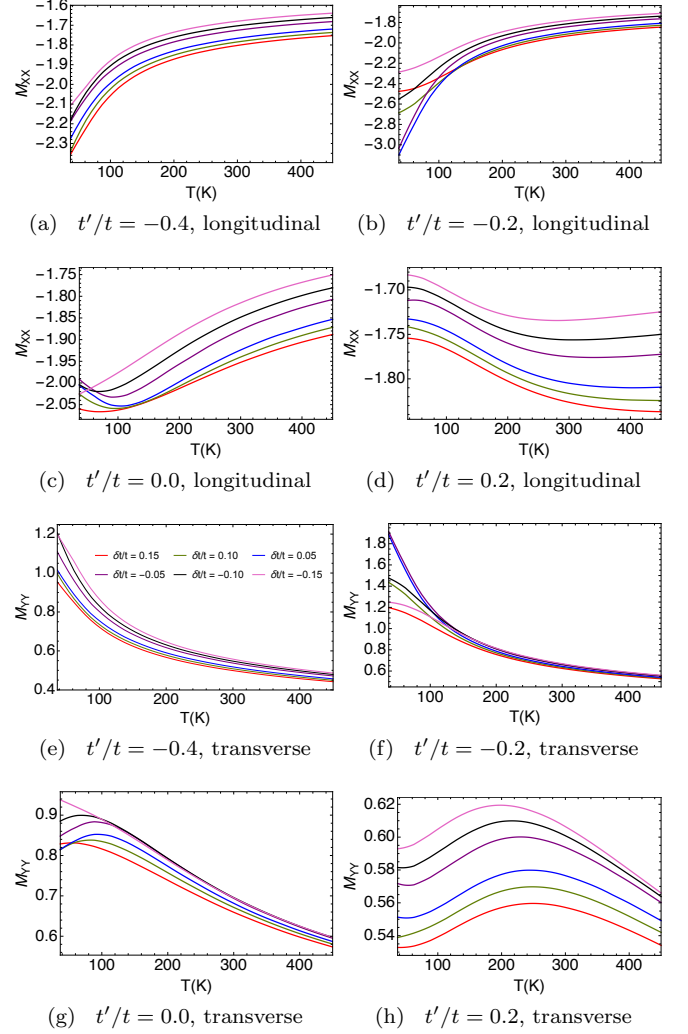 −1.6
−1.7
−1.8
−1.9
−2.0
−2.1
−2.2
−2.3
M_XX
100 200 300 400
T(K)
(a) t′/t = −0.4, longitudinal
−1.8
−2.0
−2.2
−2.4
−2.6
−2.8
−3.0
M_XX
100 200 300 400
T(K)
(b) t′/t = −0.2, longitudinal
−1.75
−1.80
−1.85
−1.90
−1.95
−2.00
−2.05
M_XX
100 200 300 400
T(K)
(c) t′/t = 0.0, longitudinal
−1.70
−1.75
−1.80
M_XX
100 200 300 400
T(K)
(d) t′/t = 0.2, longitudinal
1.2
1.0
0.8
0.6
0.4
M_YY
δt/t = 0.15 δt/t = 0.10 δt/t = 0.05
δt/t = −0.05 δt/t = −0.10 δt/t = −0.15
100 200 300 400
T(K)
(e) t′/t = −0.4, transverse
1.8
1.6
1.4
1.2
1.0
0.8
0.6
M_YY
100 200 300 400
T(K)
(f) t′/t = −0.2, transverse
0.9
0.8
0.7
0.6
M_YY
100 200 300 400
T(K)
(g) t′/t = 0.0, transverse
0.62
0.60
0.58
0.56
0.54
M_YY
100 200 300 400
T(K)
(h) t′/t = 0.2, transverse